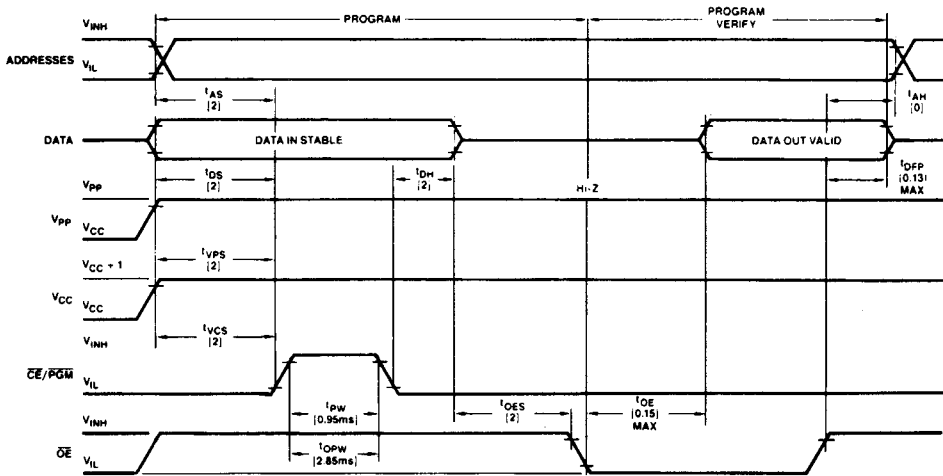 PROGRAM
PROGRAM
VERIFY
VINH
ADDRESSES
VIL
tAS
[2]
tAH
[0]
DATA
DATA IN STABLE
DATA OUT VALID
tDS
[2]
tDH
[2]
HI-Z
tDFP
[0.13]
MAX
VPP
VPP
VCC
tVPS
[2]
VCC + 1
VCC
VCC
tVCS
[2]
VINH
CE/PGM
VIL
tPW
[0.95ms]
tOES
[2]
tOE
[0.15]
MAX
VINH
OE
VIL
tOPW
[2.85ms]